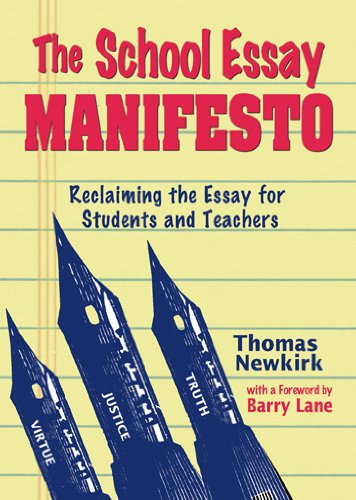 The School Essay
MANIFESTO
Reclaiming the Essay for
Students and Teachers
Thomas
Newkirk
with a Foreword by
Barry Lane
VIRTUE
JUSTICE
TRUTH